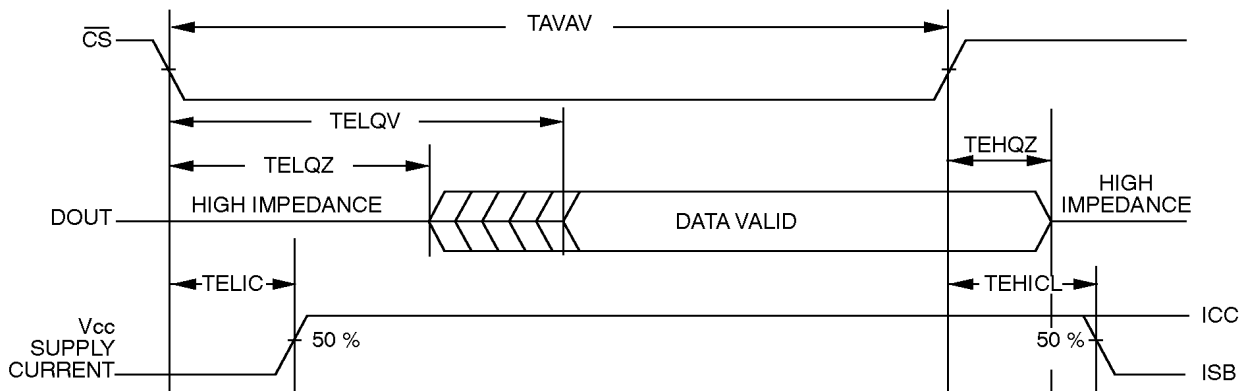 TAVAV
CS
TELQV
TELQZ
TEHQZ
DOUT
HIGH IMPEDANCE
DATA VALID
HIGH
IMPEDANCE
TELIC
TEHICL
Vcc
SUPPLY
CURRENT
50 %
50 %
ICC
ISB